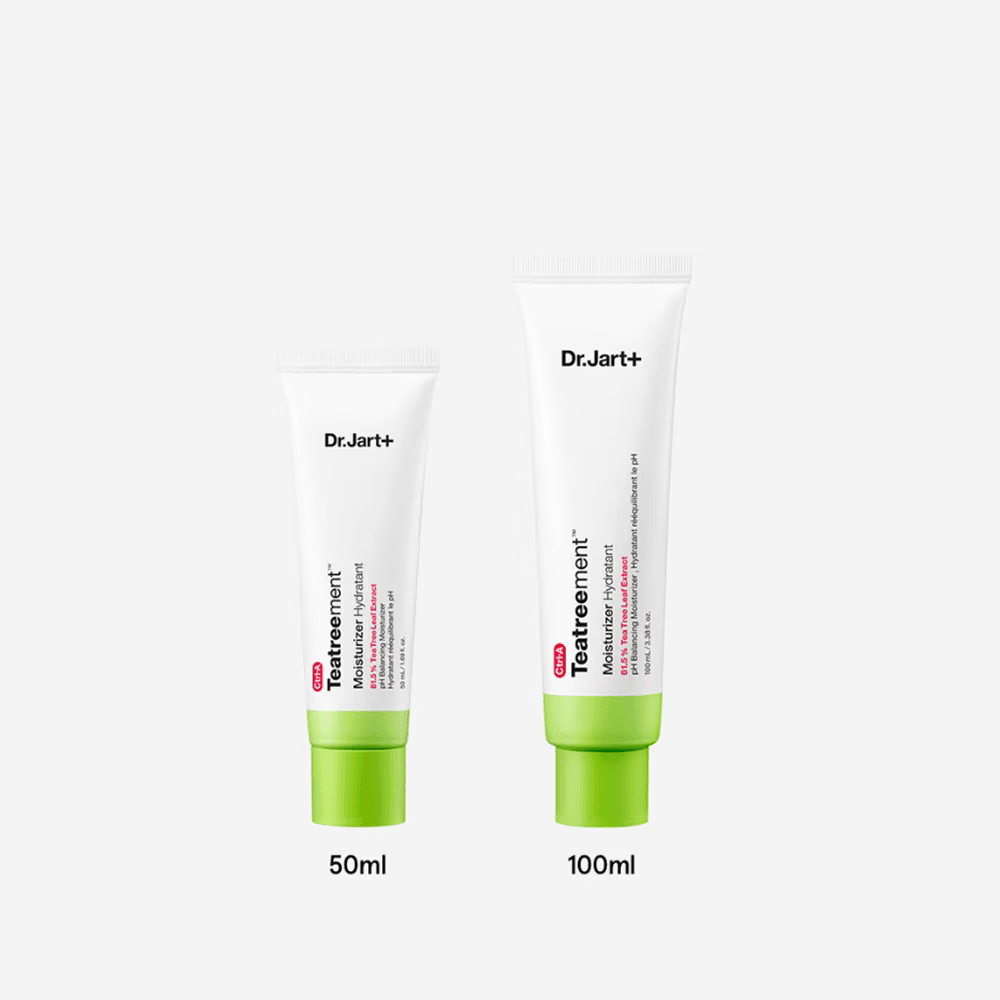 Dr.Jart+
Ctrl+A
Teatreement™
Moisturizer Hydratant
81.5 % Tea Tree Leaf Extract
pH Balancing Moisturizer
Hydratant rééquilibrant le pH
50 mL / 1.69 fl. oz.
50ml
Dr.Jart+
Ctrl+A
Teatreement™
Moisturizer Hydratant
81.5 % Tea Tree Leaf Extract
pH Balancing Moisturizer , Hydratant rééquilibrant le pH
100 mL / 3.38 fl. oz.
100ml